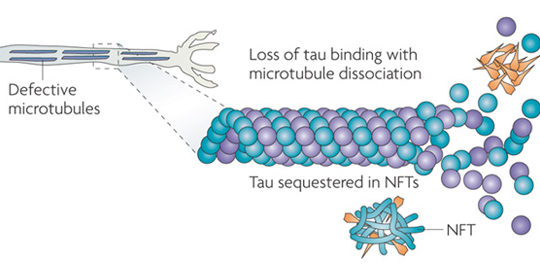 Loss of tau binding with
microtubule dissociation
Defective
microtubules
Tau sequestered in NFTs
NFT